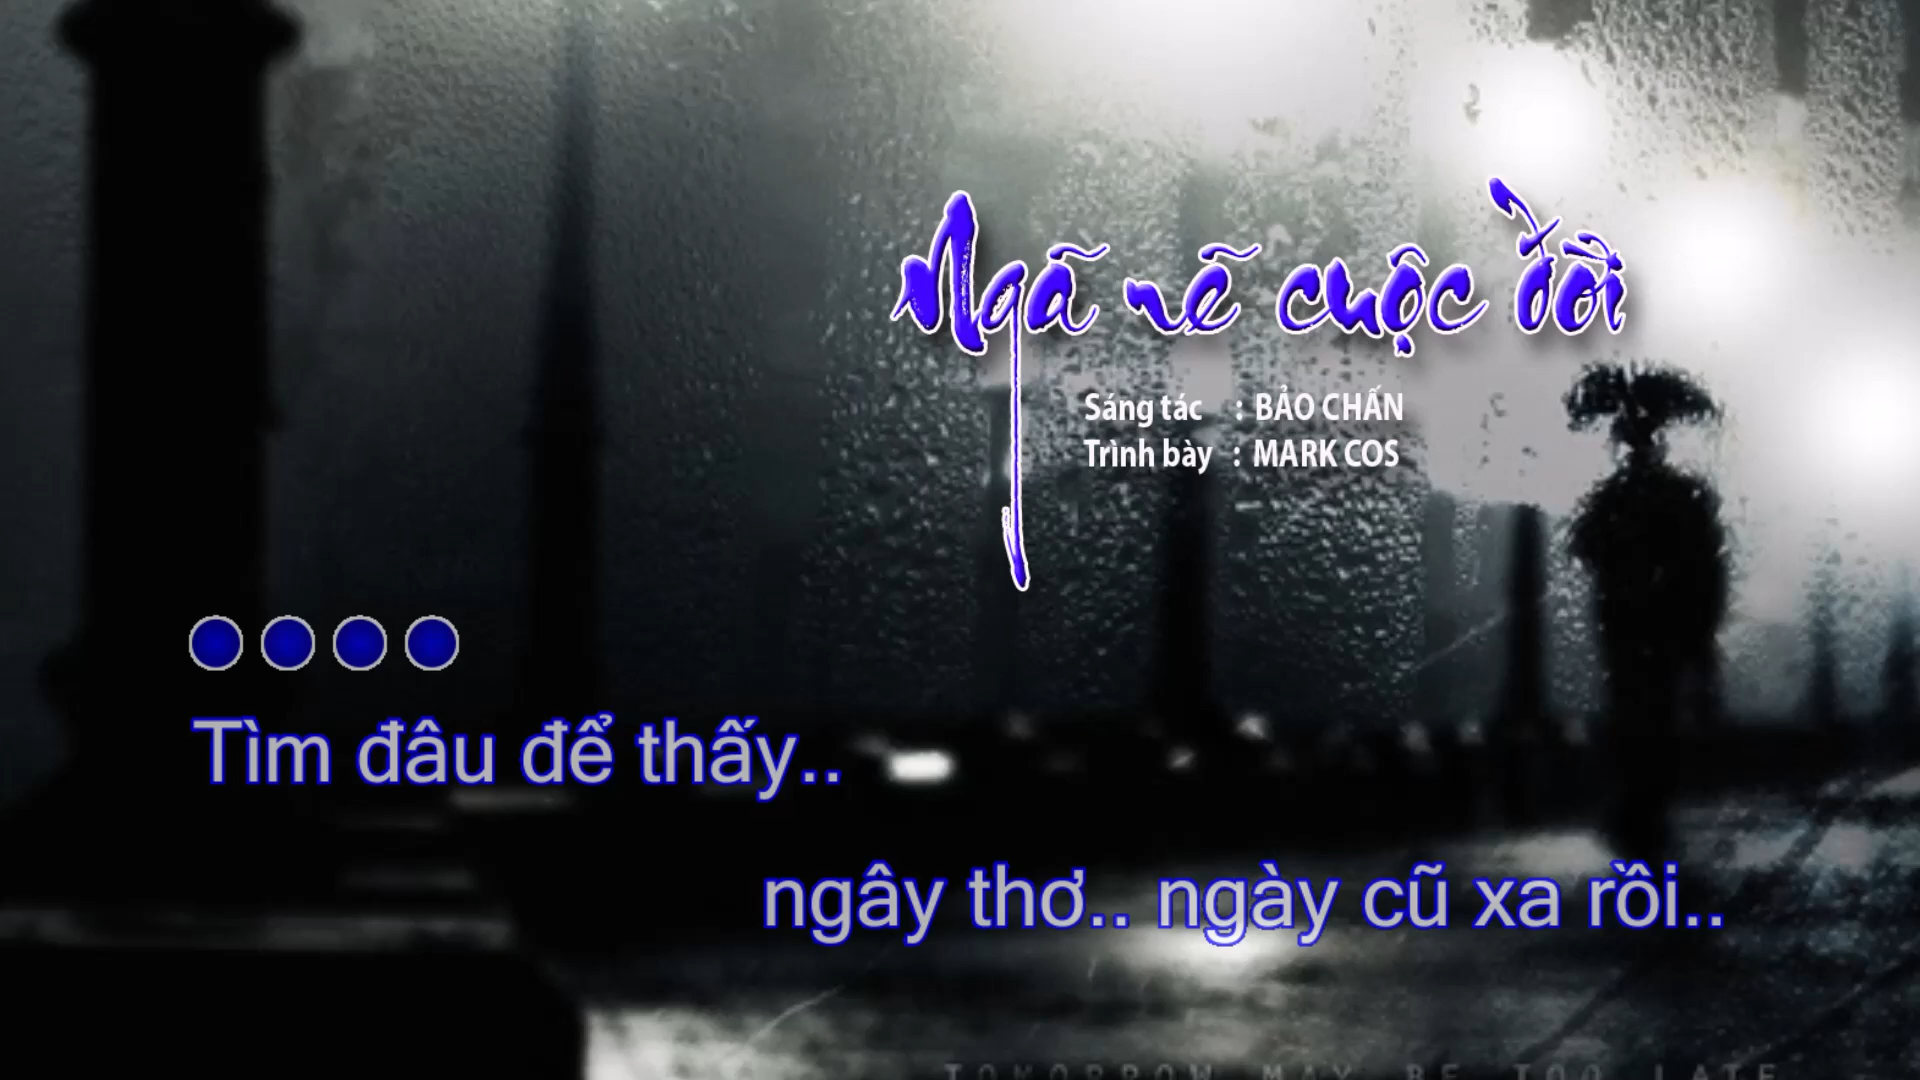 Ngã rẽ cuộc đời
Sáng tác : BẢO CHẤN
Trình bày : MARK COS
Tìm đâu để thấy..
ngây thơ.. ngày cũ xa rồi..
TOMORROW MAY BE TOO LATE